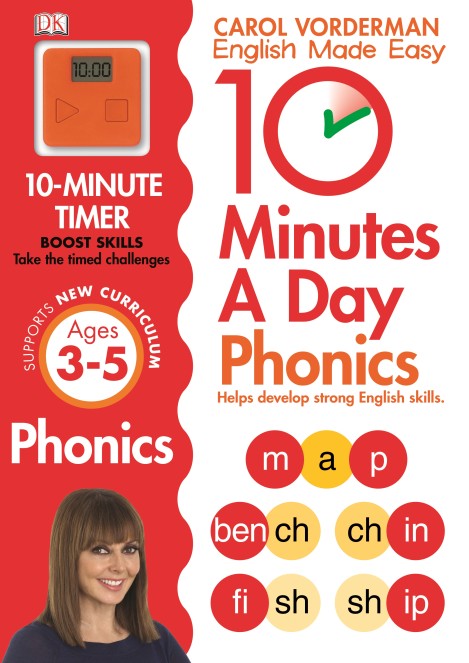 DK
10:00
10-MINUTE
TIMER
BOOST SKILLS
Take the timed challenges
SUPPORTS NEW CURRICULUM
Ages
3-5
Phonics
CAROL VORDERMAN
English Made Easy
10
Minutes
A Day
Phonics
Helps develop strong English skills.
m a p
ben ch ch in
fi sh sh ip